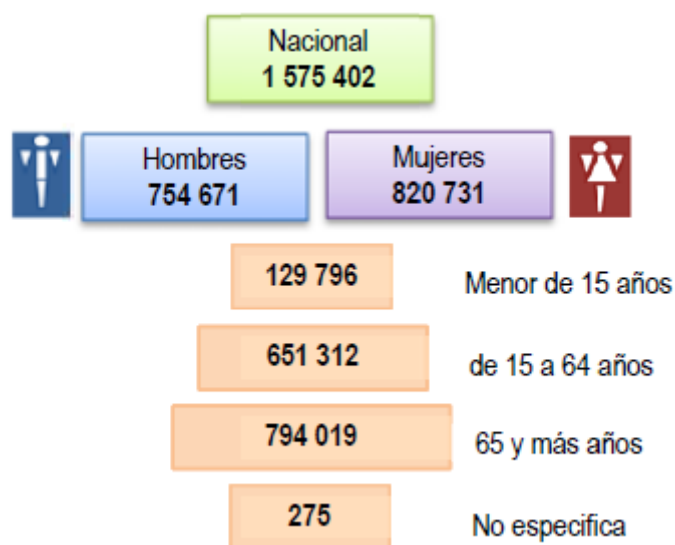 Nacional
1 575 402
Hombres
754 671
Mujeres
820 731
129 796
Menor de 15 años
651 312
de 15 a 64 años
794 019
65 y más años
275
No especifica